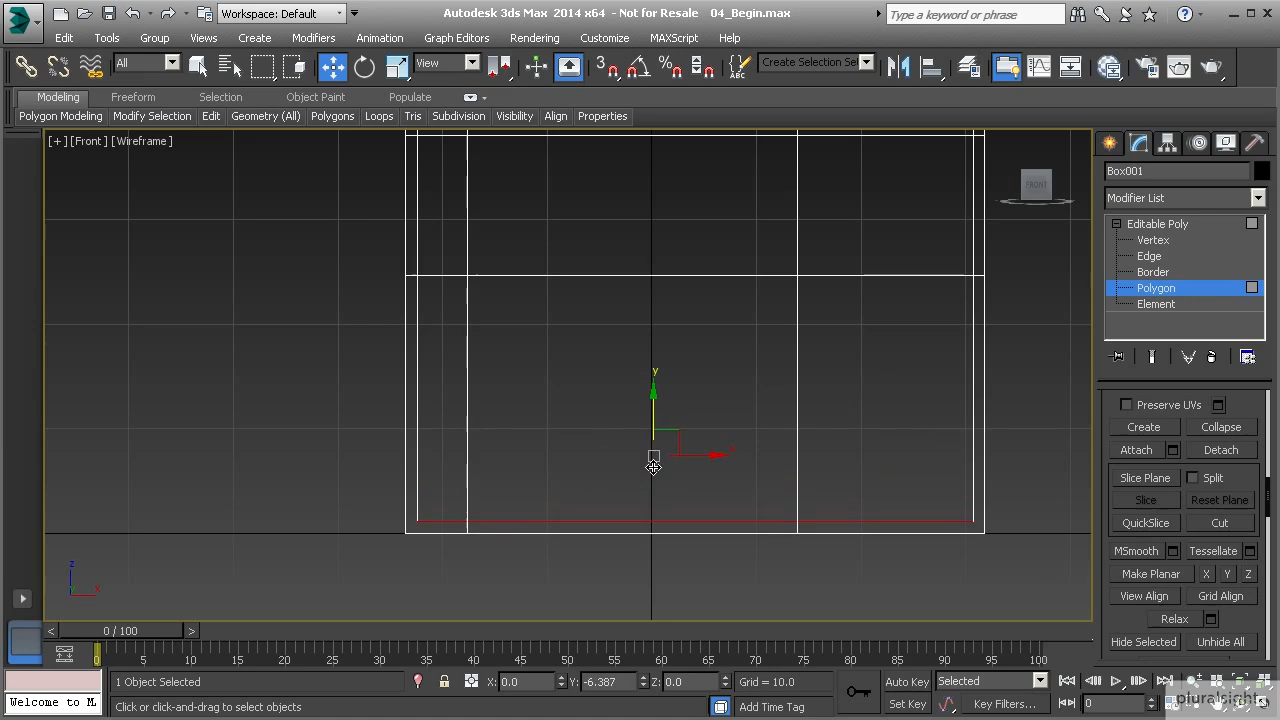 Workspace: Default
Autodesk 3ds Max 2014 x64 - Not for Resale 04_Begin.max
Type a keyword or phrase
Edit Tools Group Views Create Modifiers Animation Graph Editors Rendering Customize MAXScript Help
All View Create Selection Se
Modeling Freeform Selection Object Paint Populate
Polygon Modeling Modify Selection Edit Geometry (All) Polygons Loops Tris Subdivision Visibility Align Properties
[+] [Front] [Wireframe]
FRONT
Box001
Modifier List
Editable Poly
Vertex
Edge
Border
Polygon
Element
y
z
x
Preserve UVs
Create Collapse
Attach Detach
Slice Plane Split
Slice Reset Plane
QuickSlice Cut
MSmooth Tessellate
Make Planar X Y Z
View Align Grid Align
Relax
Hide Selected Unhide All
< 0 / 100 >
0 5 10 15 20 25 30 35 40 45 50 55 60 65 70 75 80 85 90 95 100
1 Object Selected X: 0.0 Y: -6.387 Z: 0.0 Grid = 10.0 Auto Key Selected
Welcome to M Click or click-and-drag to select objects Add Time Tag Set Key Key Filters... 0
pluralsight